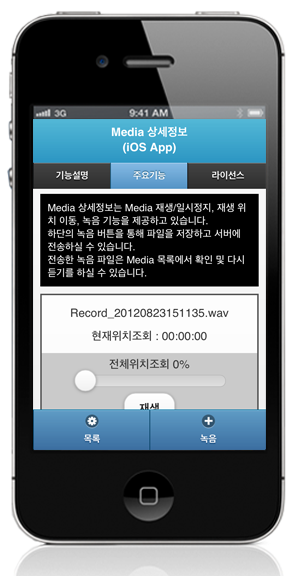 3G 9:41 AM
Media 상세정보
(iOS App)
기능설명 주요기능 라이선스
Media 상세정보는 Media 재생/일시정지, 재생 위
치 이동, 녹음 기능을 제공하고 있습니다.
하단의 녹음 버튼을 통해 파일을 저장하고 서버에
전송하실 수 있습니다.
전송한 녹음 파일은 Media 목록에서 확인 및 다시
듣기를 하실 수 있습니다.
Record_20120823151135.wav
현재위치조회 : 00:00:00
전체위치조회 0%
재생
목록 녹음